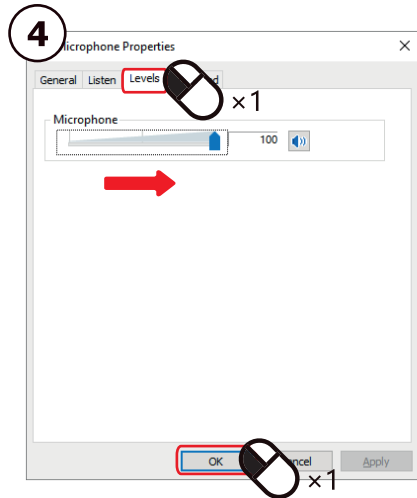 4
Microphone Properties
General Listen Levels
×1
Microphone
100
OK Apply
×1